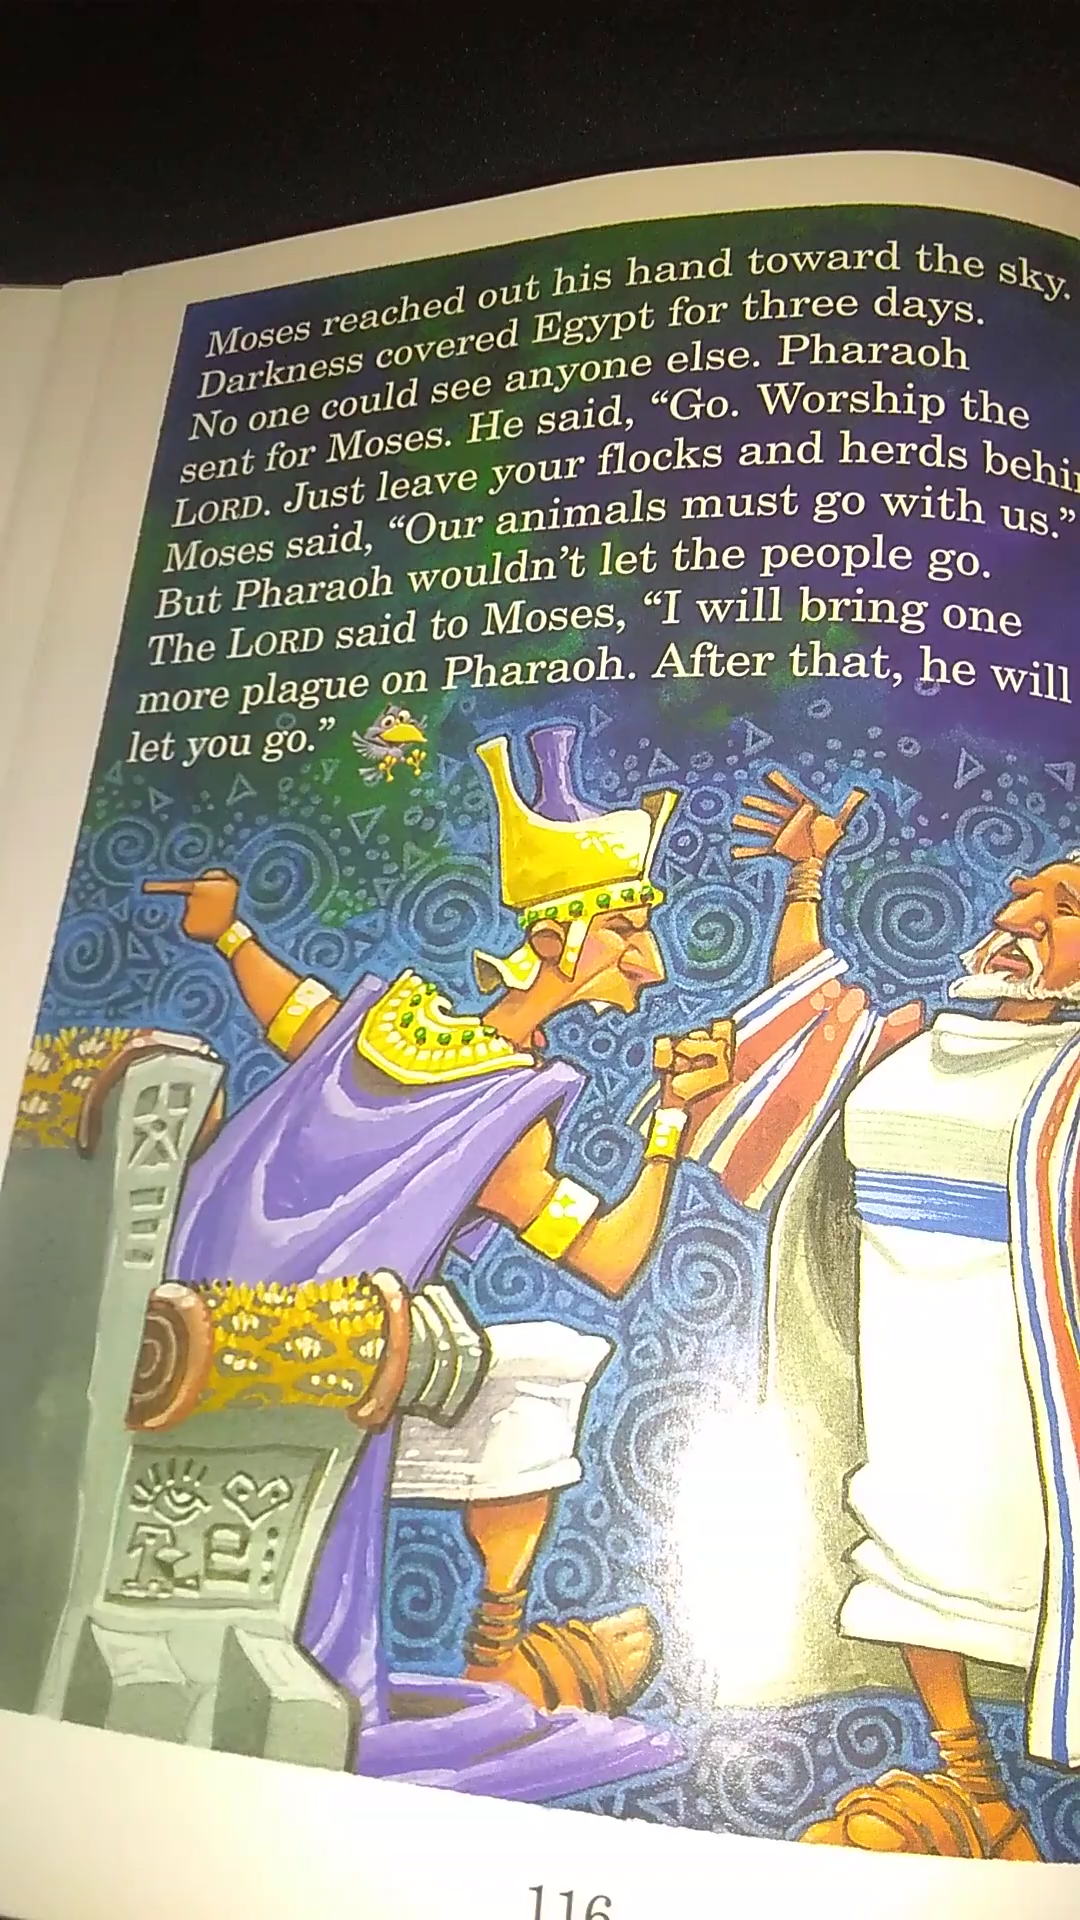 Moses reached out his hand toward the sky.
Darkness covered Egypt for three days.
No one could see anyone else. Pharaoh
sent for Moses. He said, “Go. Worship the
LORD. Just leave your flocks and herds behi
Moses said, “Our animals must go with us.”
But Pharaoh wouldn’t let the people go.
The LORD said to Moses, “I will bring one
more plague on Pharaoh. After that, he will
let you go.”
116